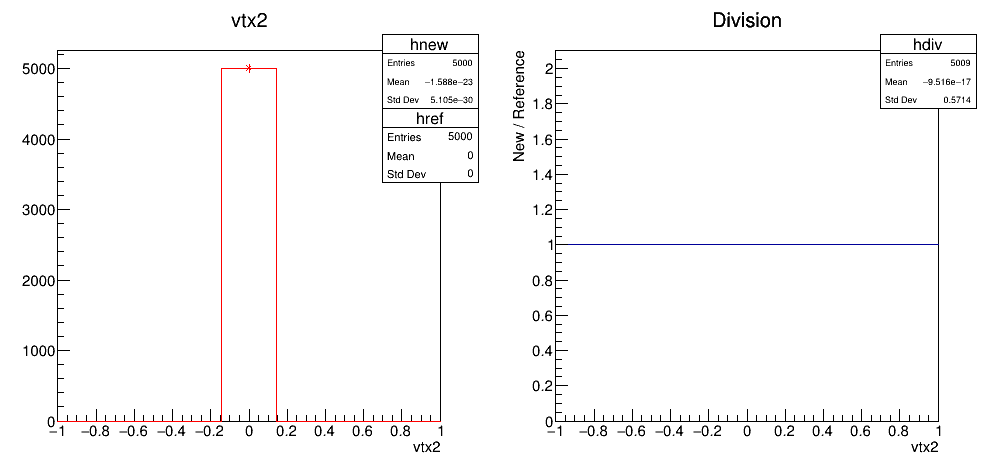 vtx2
hnew
Entries 5000
Mean −1.588e−23
Std Dev 5.105e−30
href
Entries 5000
Mean 0
Std Dev 0
5000
4000
3000
2000
1000
0
−1 −0.8 −0.6 −0.4 −0.2 0 0.2 0.4 0.6 0.8 1
vtx2
Division
hdiv
Entries 5009
Mean −9.516e−17
Std Dev 0.5714
New / Reference
2
1.8
1.6
1.4
1.2
1
0.8
0.6
0.4
0.2
0
−1 −0.8 −0.6 −0.4 −0.2 0 0.2 0.4 0.6 0.8 1
vtx2